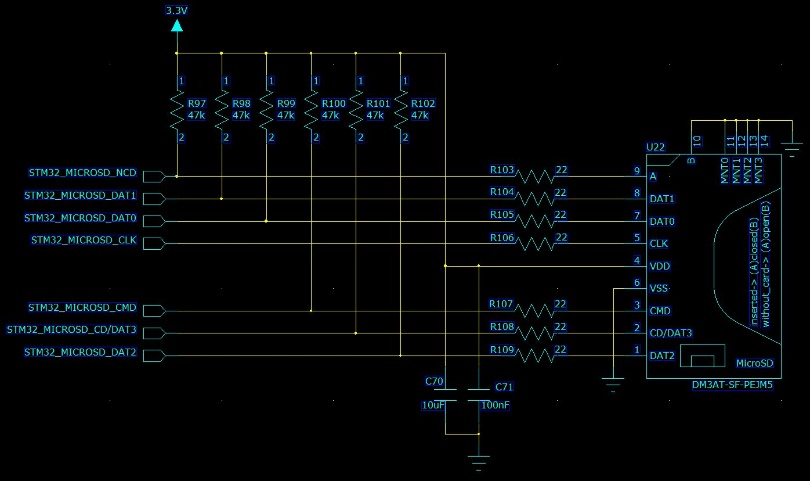 3.3V
1 1 1 1 1 1
R97 R98 R99 R100 R101 R102
47k 47k 47k 47k 47k 47k
2 2 2 2 2 2
U22
B 10
MNT0 11
MNT1 12
MNT2 13
MNT3 14
STM32_MICROSD_NCD R103 22 9 A
STM32_MICROSD_DAT1 R104 22 8 DAT1
STM32_MICROSD_DAT0 R105 22 7 DAT0
STM32_MICROSD_CLK R106 22 5 CLK
4 VDD
6 VSS
STM32_MICROSD_CMD R107 22 3 CMD
STM32_MICROSD_CD/DAT3 R108 22 2 CD/DAT3
STM32_MICROSD_DAT2 R109 22 1 DAT2
nserted-> (A)closed(B)
without_card-> (A)open(B)
MicroSD
DM3AT-SF-PEJM5
C70 C71
10uF 100nF